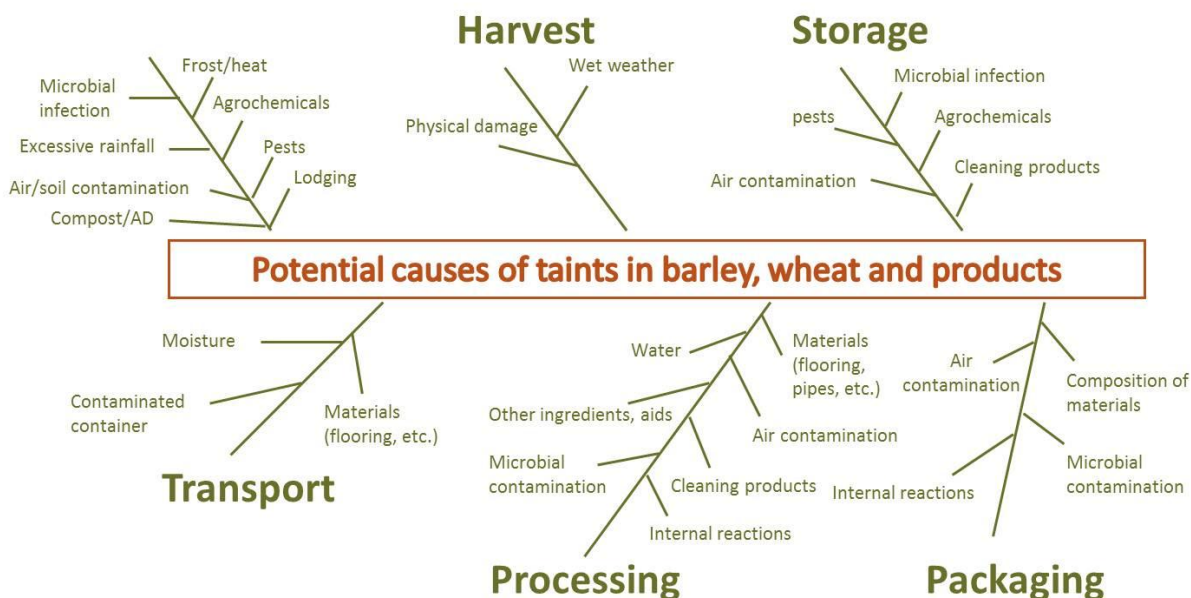 Harvest
Storage
Frost/heat
Microbial
infection
Agrochemicals
Excessive rainfall
Pests
Air/soil contamination
Lodging
Compost/AD
Wet weather
Physical damage
Microbial infection
pests
Agrochemicals
Air contamination
Cleaning products
Potential causes of taints in barley, wheat and products
Moisture
Contaminated
container
Materials
(flooring, etc.)
Transport
Water
Materials
(flooring,
pipes, etc.)
Other ingredients, aids
Air contamination
Microbial
contamination
Cleaning products
Internal reactions
Processing
Air
contamination
Composition of
materials
Internal reactions
Microbial
contamination
Packaging